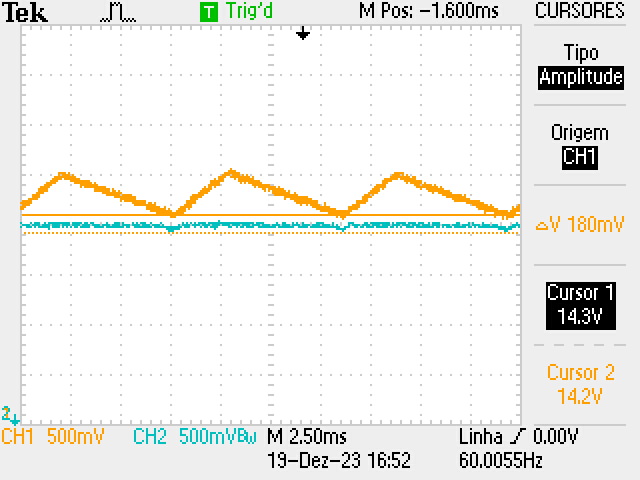 Tek T Trig'd M Pos: -1.600ms CURSORES
Tipo
Amplitude
Origem
CH1
△V 180mV
Cursor 1
14.3V
Cursor 2
14.2V
2
CH1 500mV CH2 500mVBw M 2.50ms Linha 0.00V
19-Dez-23 16:52 60.0055Hz